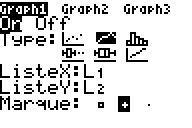 Graph1 Graph2 Graph3
On Off
Type:
ListeX:L1
ListeY:L2
Marque: